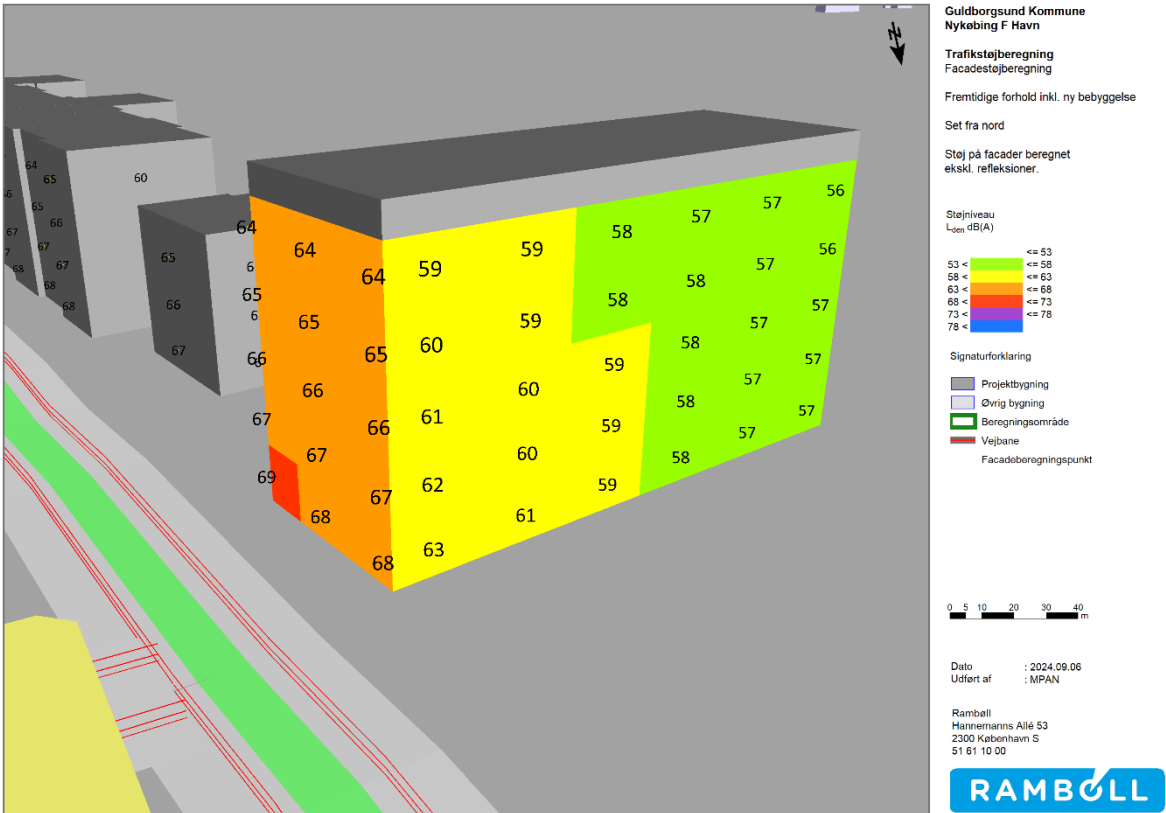 Guldborgsund Kommune
Nykøbing F Havn
Trafikstøjberegning
Facadestøjberegning
Fremtidige forhold inkl. ny bebyggelse
Set fra nord
Støj på facader beregnet
ekskl. refleksioner.
Støjniveau
Lden dB(A)
<= 53
53 < <= 58
58 < <= 63
63 < <= 68
68 < <= 73
73 < <= 78
78 <
Signaturforklaring
Projektbygning
Øvrig bygning
Beregningsområde
Vejbane
Facadeberegningspunkt
0 5 10 20 30 40
m
Dato : 2024.09.06
Udført af : MPAN
Rambøll
Hannemanns Allé 53
2300 København S
51 61 10 00
RAMBOLL
N
64
65
65
66
67
67
67
68
68
68
60
65
66
67
64
65
66
67
69
64
65
66
67
68
64
65
66
67
68
59
60
61
62
63
59
59
60
60
61
58
58
59
59
59
57
58
58
58
58
57
57
57
57
57
56
56
57
57
57